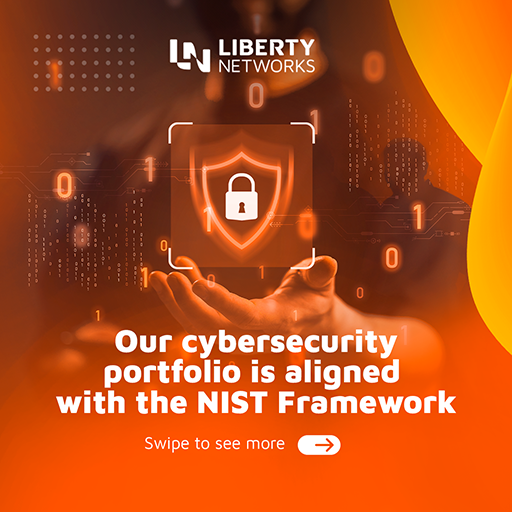 LN LIBERTY
NETWORKS
Our cybersecurity
portfolio is aligned
with the NIST Framework
Swipe to see more